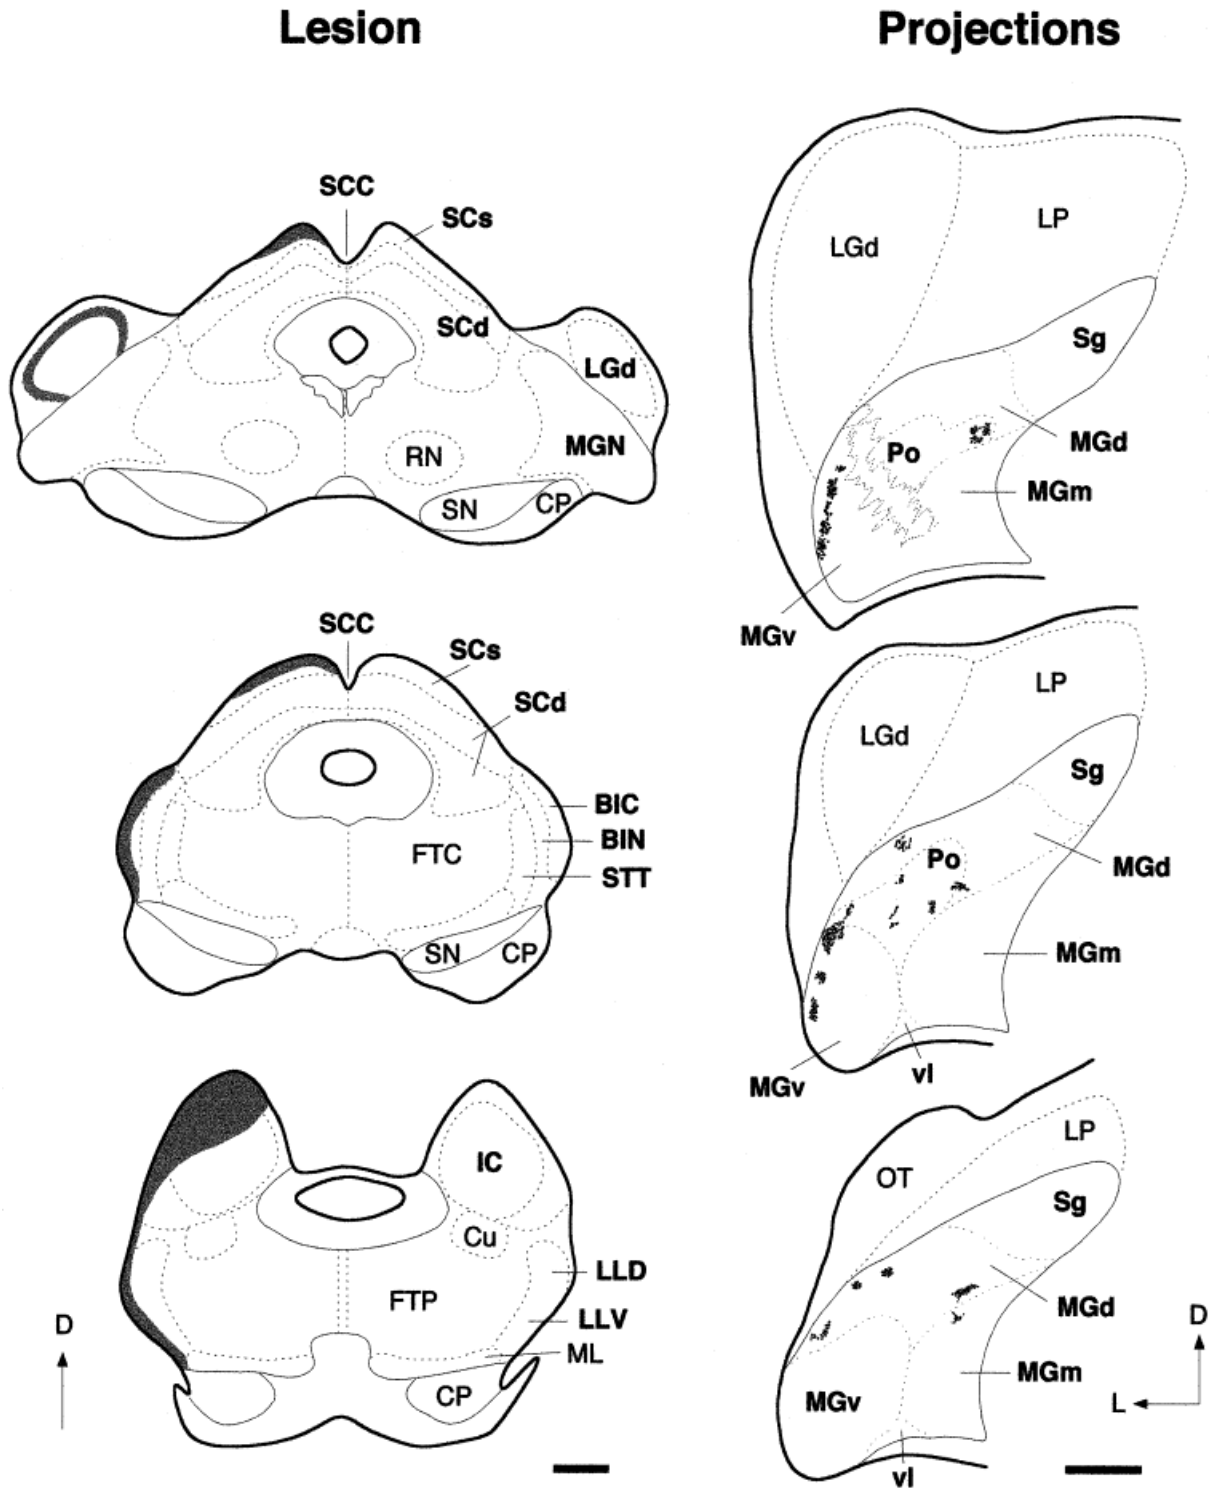 Lesion
Projections
SCC
SCs
SCd
LGd
MGN
RN
SN
CP
LGd
LP
Sg
Po
MGd
MGm
MGv
SCC
SCs
SCd
BIC
BIN
STT
FTC
SN
CP
LP
LGd
Sg
Po
MGd
MGm
MGv
vl
IC
Cu
LLD
FTP
LLV
ML
CP
D
LP
OT
Sg
MGd
MGm
MGv
vl
D
L